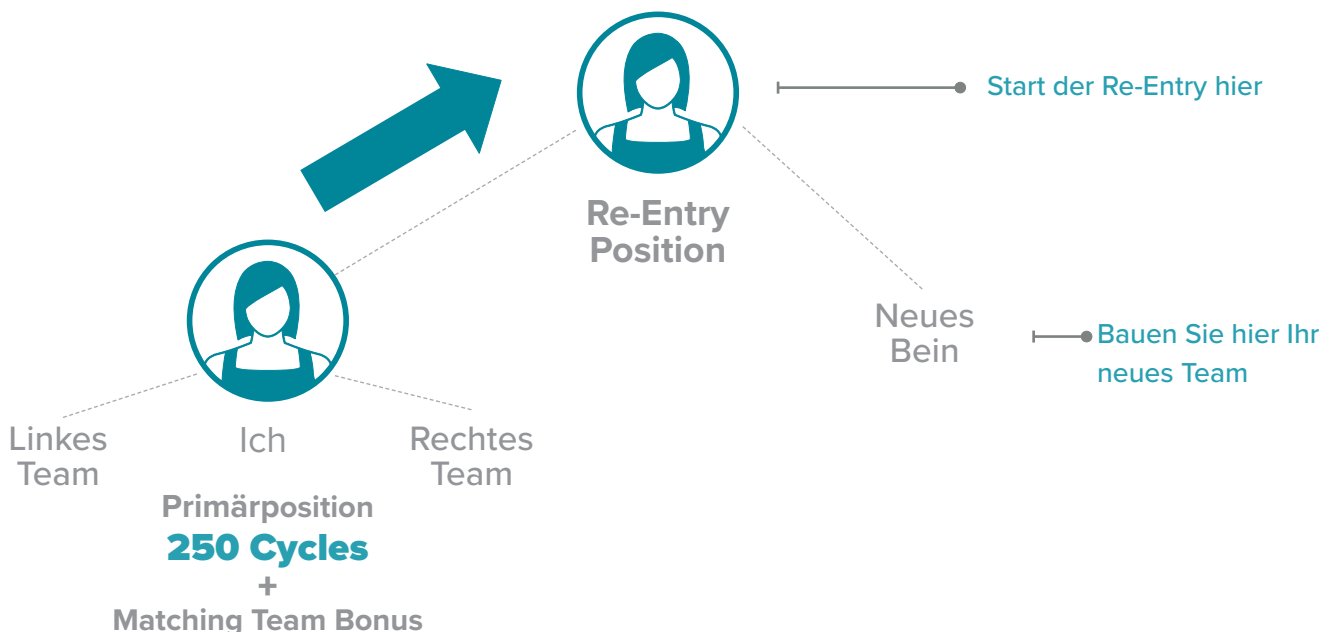 Start der Re-Entry hier
Re-Entry
Position
Neues
Bein
Bauen Sie hier Ihr
neues Team
Linkes
Team
Ich
Rechtes
Team
Primärposition
250 Cycles
+
Matching Team Bonus